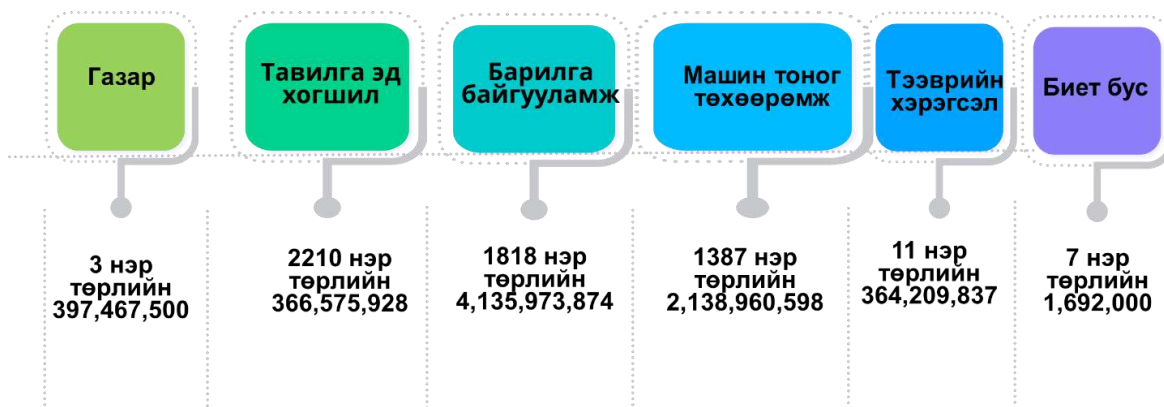 Газар
Тавилга эд
хогшил
Барилга
байгууламж
Машин тоног
төхөөрөмж
Тээврийн
хэрэгсэл
Биет бус
3 нэр
төрлийн
397,467,500
2210 нэр
төрлийн
366,575,928
1818 нэр
төрлийн
4,135,973,874
1387 нэр
төрлийн
2,138,960,598
11 нэр
төрлийн
364,209,837
7 нэр
төрлийн
1,692,000